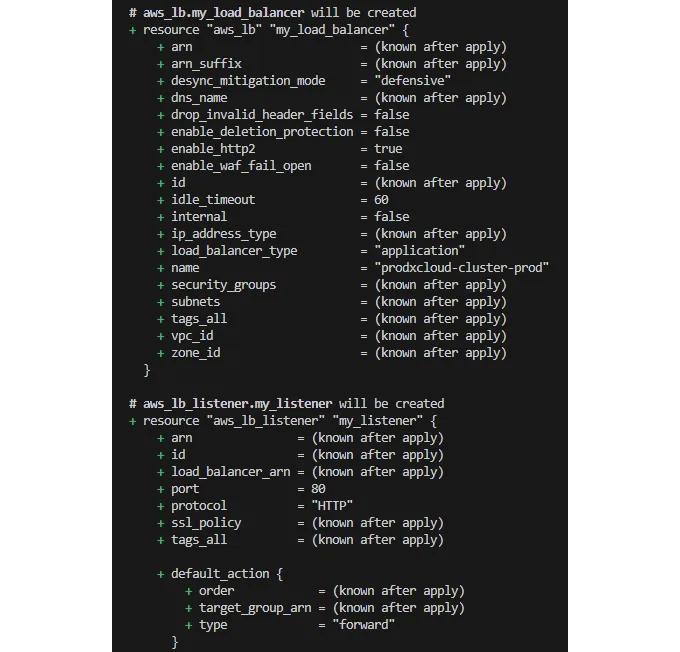 # aws_lb.my_load_balancer will be created
+ resource "aws_lb" "my_load_balancer" {
+ arn = (known after apply)
+ arn_suffix = (known after apply)
+ desync_mitigation_mode = "defensive"
+ dns_name = (known after apply)
+ drop_invalid_header_fields = false
+ enable_deletion_protection = false
+ enable_http2 = true
+ enable_waf_fail_open = false
+ id = (known after apply)
+ idle_timeout = 60
+ internal = false
+ ip_address_type = (known after apply)
+ load_balancer_type = "application"
+ name = "prodxcloud-cluster-prod"
+ security_groups = (known after apply)
+ subnets = (known after apply)
+ tags_all = (known after apply)
+ vpc_id = (known after apply)
+ zone_id = (known after apply)
}
# aws_lb_listener.my_listener will be created
+ resource "aws_lb_listener" "my_listener" {
+ arn = (known after apply)
+ id = (known after apply)
+ load_balancer_arn = (known after apply)
+ port = 80
+ protocol = "HTTP"
+ ssl_policy = (known after apply)
+ tags_all = (known after apply)
+ default_action {
+ order = (known after apply)
+ target_group_arn = (known after apply)
+ type = "forward"
}